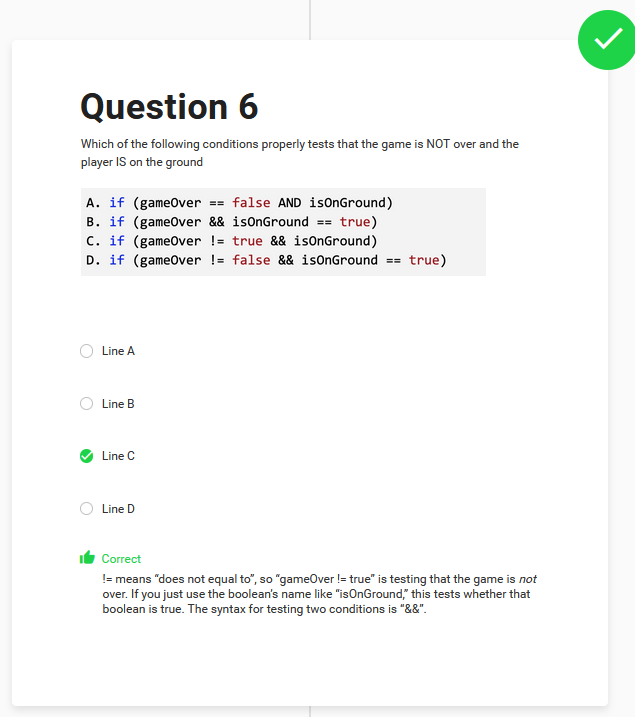 Question 6
Which of the following conditions properly tests that the game is NOT over and the
player IS on the ground
A. if (gameOver == false AND isOnGround)
B. if (gameOver && isOnGround == true)
C. if (gameOver != true && isOnGround)
D. if (gameOver != false && isOnGround == true)
Line A
Line B
Line C
Line D
Correct
!= means “does not equal to”, so “gameOver != true” is testing that the game is not
over. If you just use the boolean’s name like “isOnGround,” this tests whether that
boolean is true. The syntax for testing two conditions is “&&”.